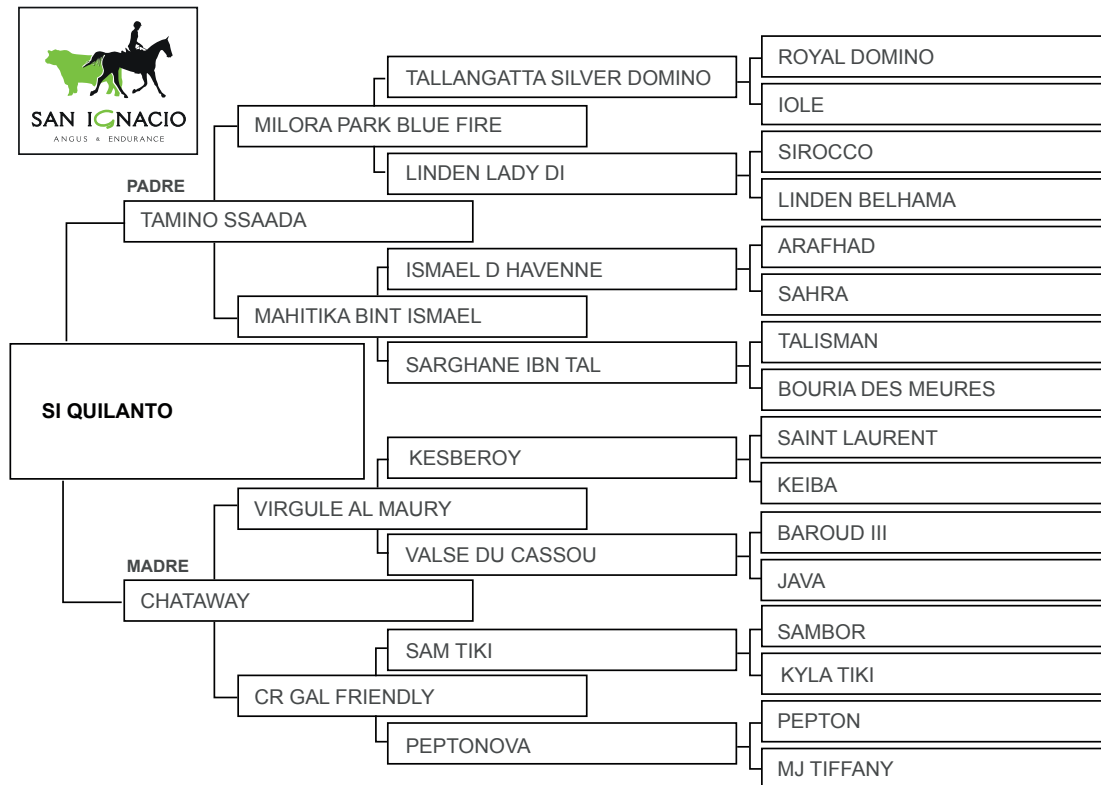 SAN IGNACIO
ANGUS & ENDURANCE
ROYAL DOMINO
TALLANGATTA SILVER DOMINO
IOLE
MILORA PARK BLUE FIRE
SIROCCO
LINDEN LADY DI
LINDEN BELHAMA
PADRE
TAMINO SSAADA
ARAFHAD
ISMAEL D HAVENNE
SAHRA
MAHITIKA BINT ISMAEL
TALISMAN
SARGHANE IBN TAL
BOURIA DES MEURES
SI QUILANTO
SAINT LAURENT
KESBEROY
KEIBA
VIRGULE AL MAURY
BAROUD III
VALSE DU CASSOU
JAVA
MADRE
CHATAWAY
SAMBOR
SAM TIKI
KYLA TIKI
CR GAL FRIENDLY
PEPTON
PEPTONOVA
MJ TIFFANY